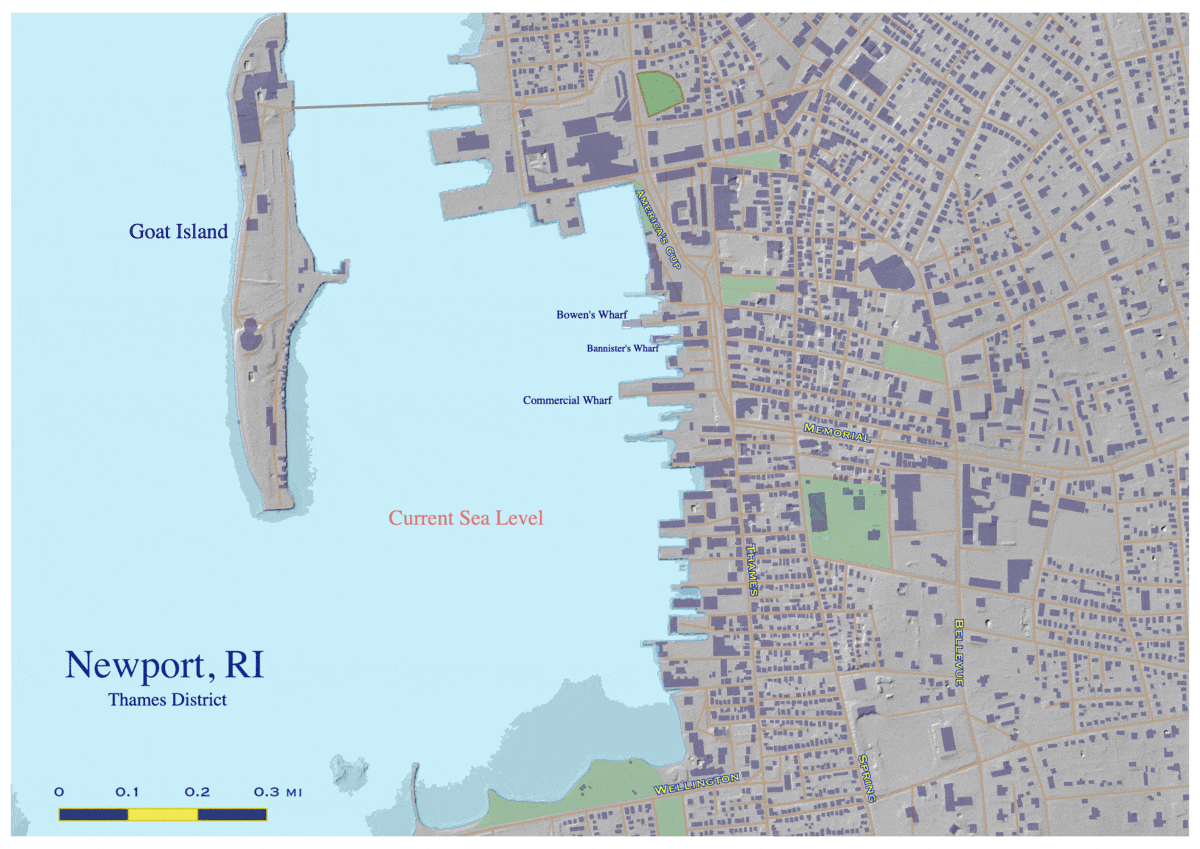 AMERICA'S CUP
Goat Island
Bowen's Wharf
Bannister's Wharf
Commercial Wharf
MEMORIAL
Current Sea Level
THAMES
BELLEVUE
Newport, RI
Thames District
SPRING
WELLINGTON
0 0.1 0.2 0.3 MI